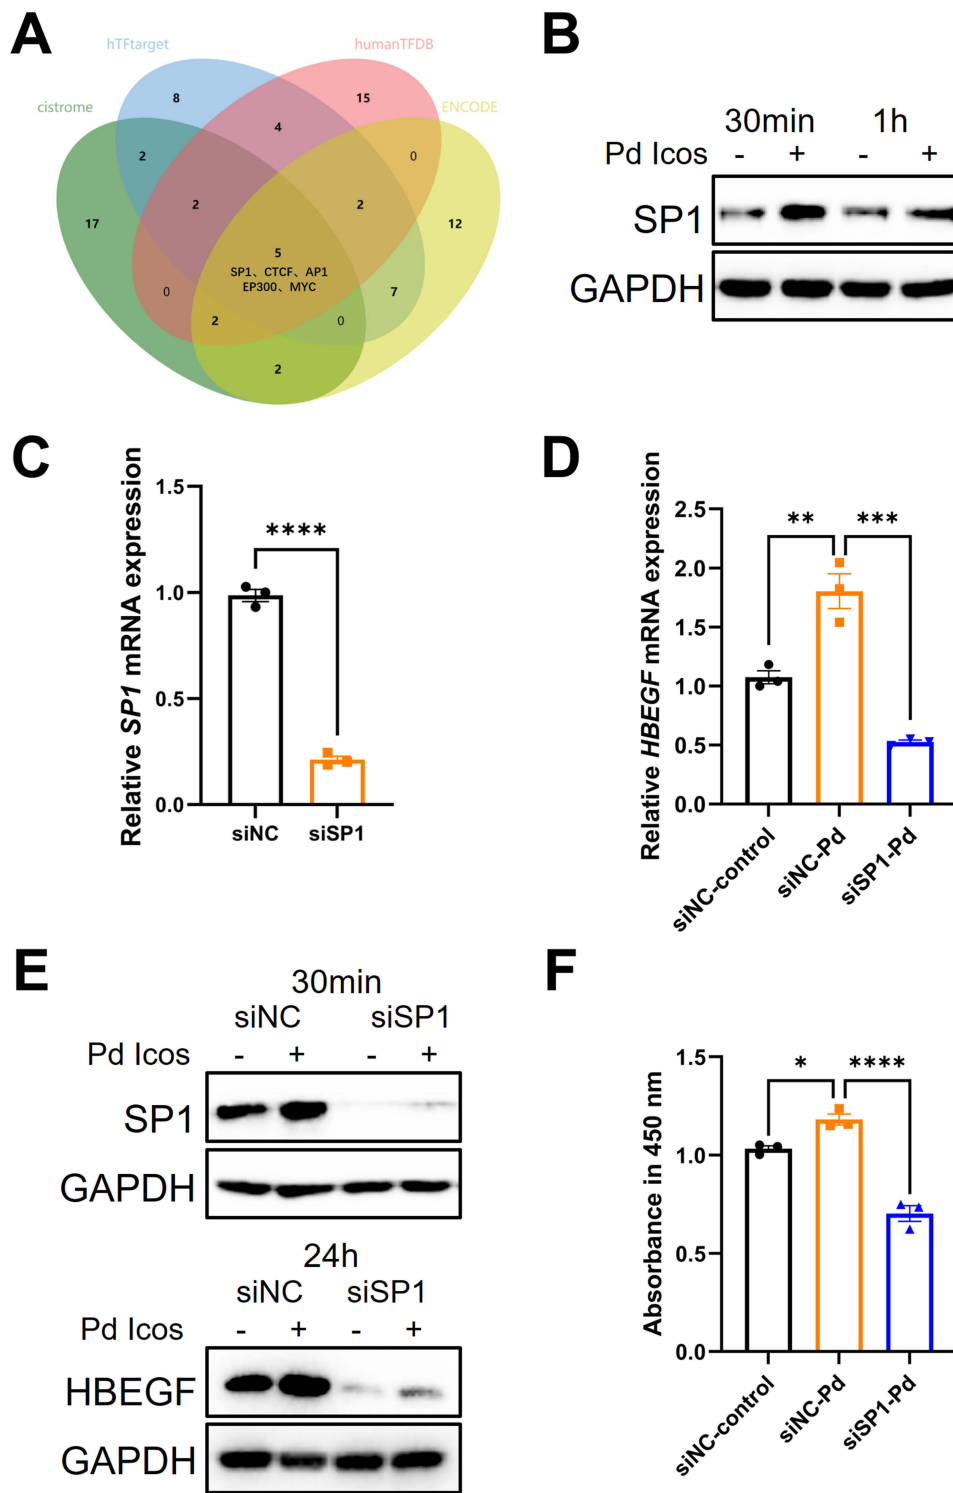 A
hTFtarget
humanTFDB
cistrome
ENCODE
8
15
4
2
0
17
2
2
12
5
SP1、CTCF、AP1
EP300、MYC
0
7
2
0
2
B
30min 1h
Pd Icos - + - +
SP1
GAPDH
C
Relative SP1 mRNA expression
1.5
1.0
0.5
0.0
****
siNC
siSP1
D
Relative HBEGF mRNA expression
2.5
2.0
1.5
1.0
0.5
0.0
** ***
siNC-control
siNC-Pd
siSP1-Pd
E
30min
siNC siSP1
Pd Icos - + - +
SP1
GAPDH
24h
siNC siSP1
Pd Icos - + - +
HBEGF
GAPDH
F
Absorbance in 450 nm
1.5
1.0
0.5
0.0
* ****
siNC-control
siNC-Pd
siSP1-Pd